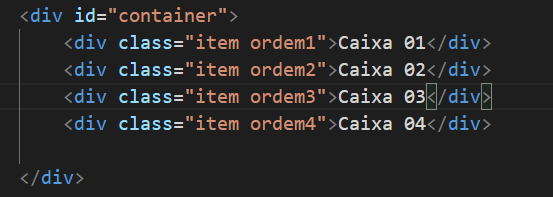 <div id="container">
<div class="item ordem1">Caixa 01</div>
<div class="item ordem2">Caixa 02</div>
<div class="item ordem3">Caixa 03</div>
<div class="item ordem4">Caixa 04</div>
</div>